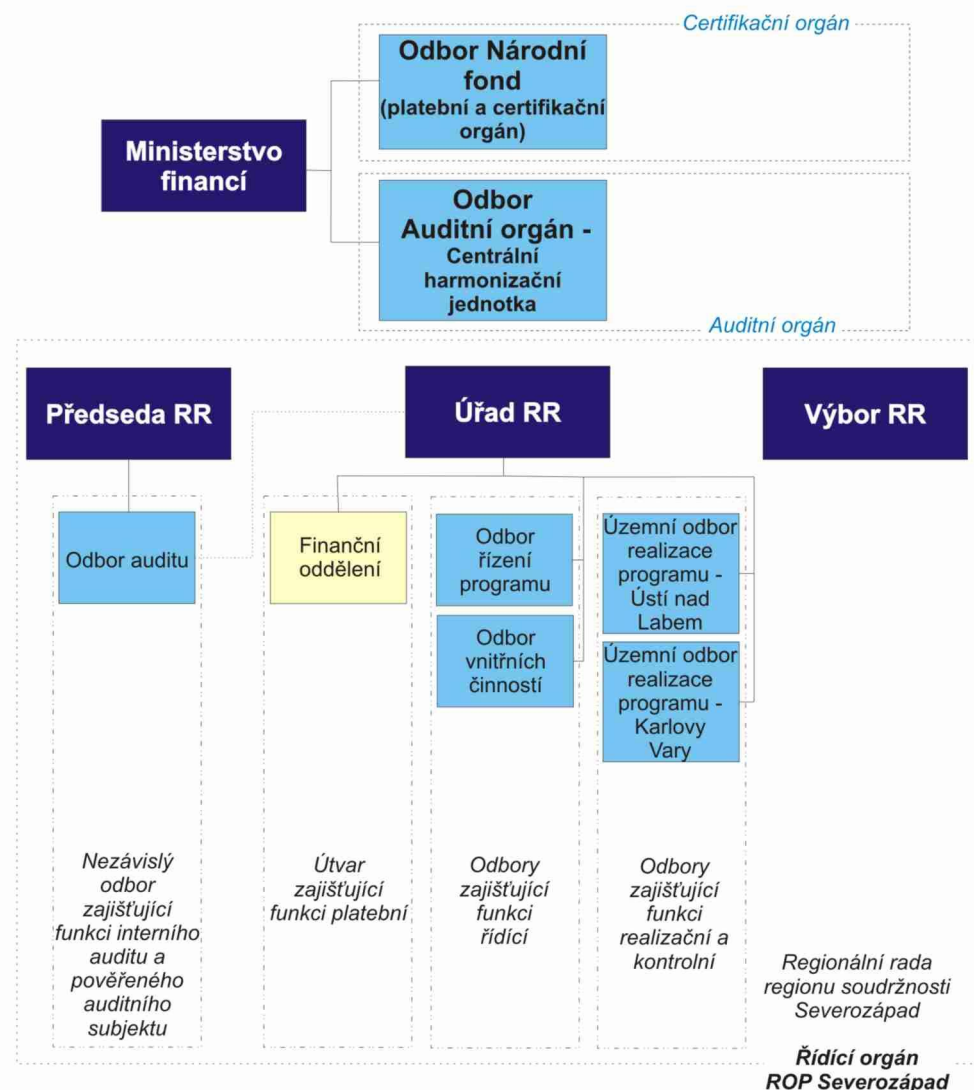 Certifikační orgán
Odbor Národní
fond
(platební a certifikační
orgán)
Ministerstvo
financí
Odbor
Auditní orgán -
Centrální
harmonizační
jednotka
Auditní orgán
Předseda RR
Úřad RR
Výbor RR
Odbor auditu
Finanční
oddělení
Odbor
řízení
programu
Odbor
vnitřních
činností
Územní odbor
realizace
programu -
Ústí nad
Labem
Územní odbor
realizace
programu -
Karlovy
Vary
Nezávislý
odbor
zajišťující
funkci interního
auditu a
pověřeného
auditního
subjektu
Útvar
zajišťující
funkci platební
Odbory
zajišťující
funkci
řídící
Odbory
zajišťující
funkci
realizační a
kontrolní
Regionální rada
regionu soudržnosti
Severozápad
Řídící orgán
ROP Severozápad